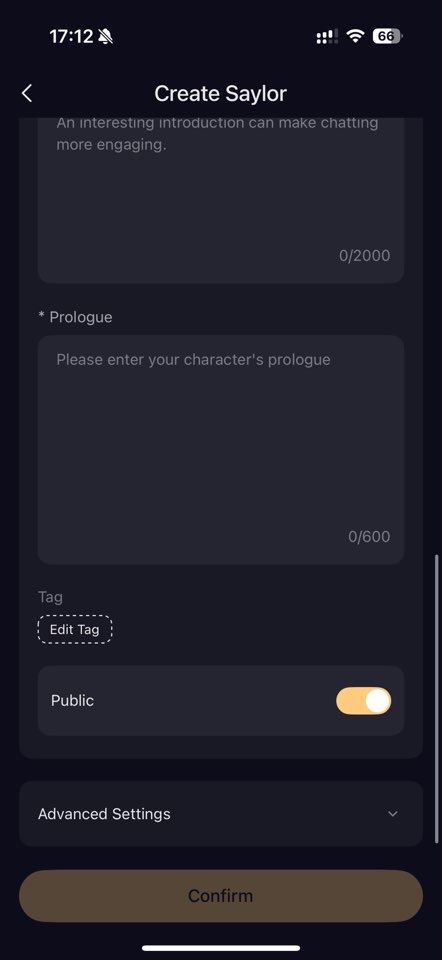 17:12
66
Create Saylor
An interesting introduction can make chatting
more engaging.
0/2000
* Prologue
Please enter your character's prologue
0/600
Tag
Edit Tag
Public
Advanced Settings
Confirm